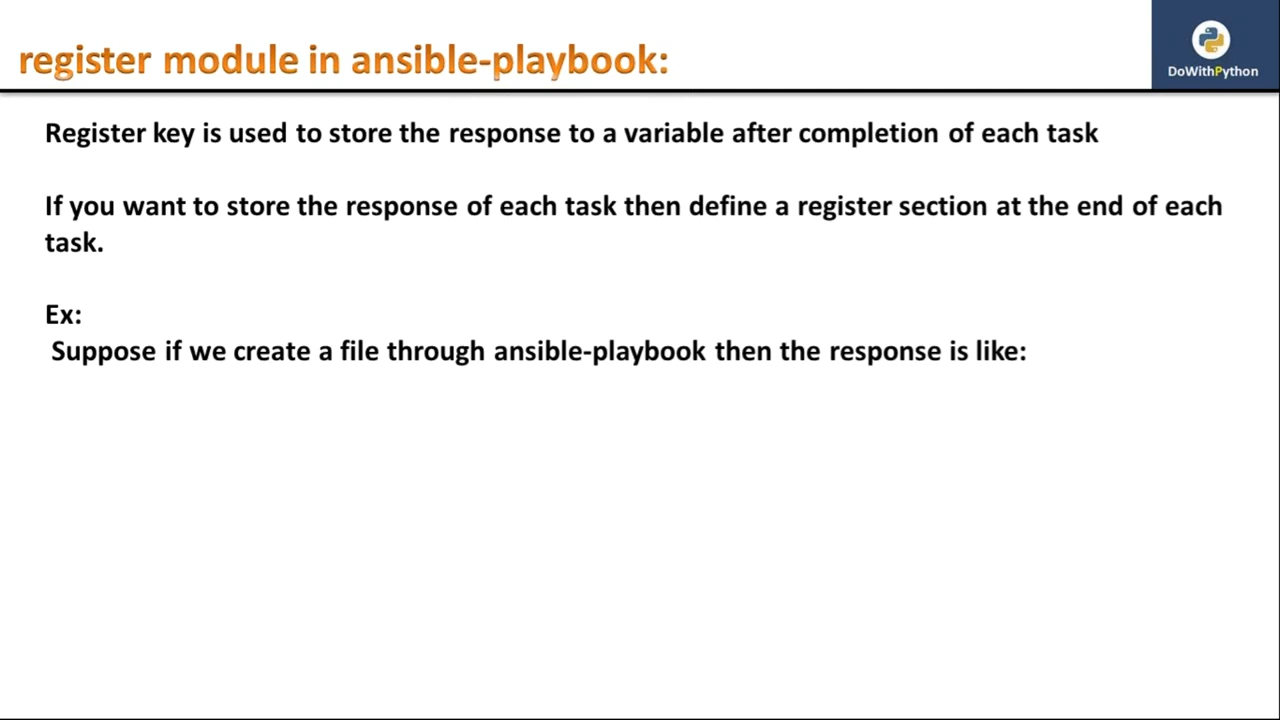 register module in ansible-playbook:
DoWithPython
Register key is used to store the response to a variable after completion of each task
If you want to store the response of each task then define a register section at the end of each
task.
Ex:
Suppose if we create a file through ansible-playbook then the response is like: